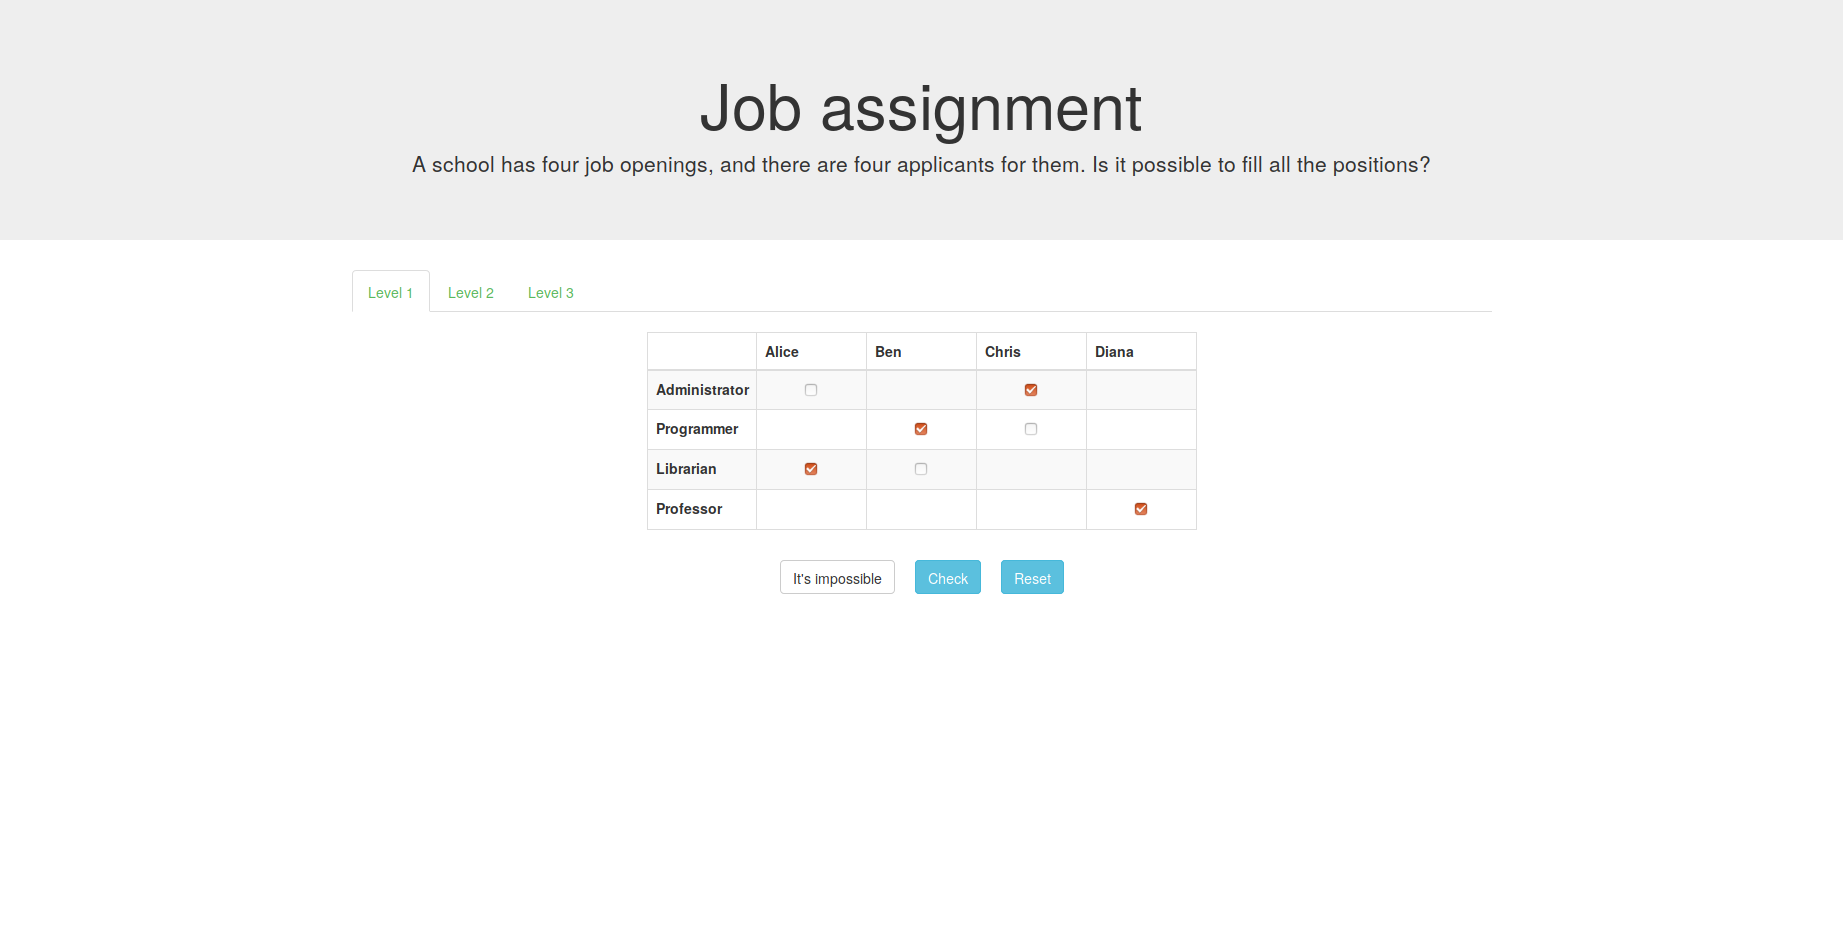 Job assignment
A school has four job openings, and there are four applicants for them. Is it possible to fill all the positions?
Level 1 Level 2 Level 3
Alice Ben Chris Diana
Administrator
Programmer
Librarian
Professor
It's impossible Check Reset